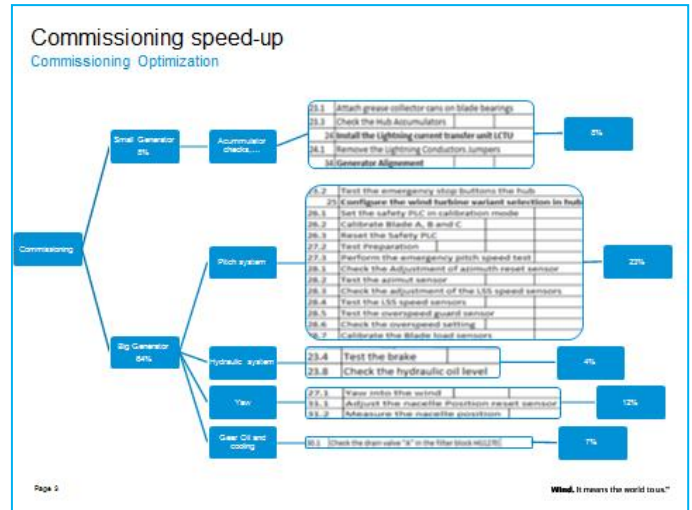 Commissioning speed-up
Commissioning Optimization
Commissioning
Small Generator
8%
Acummulator
checks,...
25.1 Attach grease collector cans on blade bearings
23.3 Check the Hub Accumulators
26 Install the Lightning current transfer unit LCTU
26.1 Remove the Lightning Conductors Jumpers
Generator Alignement
Big Generator
64%
Pitch system
23.2 Test the emergency stop buttons the hub
25 Configure the wind turbine variant selection in hub
26.1 Set the safety PLC in calibration mode
26.2 Calibrate Blade A, B and C
26.3 Reset the Safety PLC
27.2 Test Preparation
27.3 Perform the emergency pitch speed test
28.1 Check the Adjustment of azimuth reset sensor
28.2 Test the azimut sensor
28.3 Check the adjustment of the LSS speed sensors
28.4 Test the LSS speed sensors
28.5 Test the overspeed guard sensor
28.6 Check the overspeed setting
28.7 Calibrate the Blade load sensors
22%
Hydraulic system
23.4 Test the brake
23.8 Check the hydraulic oil level
4%
Yaw
27.1 Yaw into the wind
31.1 Adjust the nacelle Position reset sensor
31.2 Measure the nacelle position
12%
Gear Oil and
cooling
Check the drain valve "B" in the filter block
7%
Page 3
Wind. It means the world to us.™